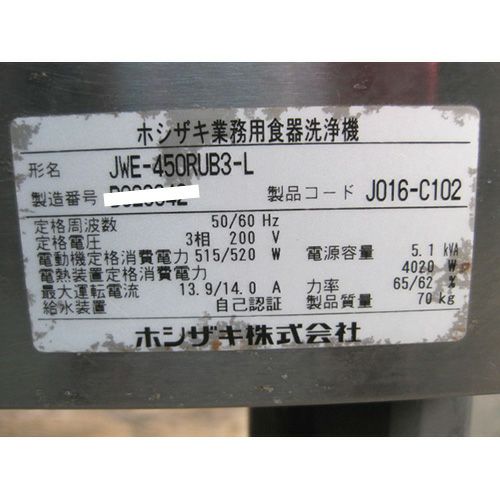 ホシザキ業務用食器洗浄機
形名 JWE-450RUB3-L
製造番号 製品コード J016-C102
定格周波数 50/60 Hz
定格電圧 3相 200 V
電動機定格消費電力 515/520 W 電源容量 5.1 kVA
電熱装置定格消費電力 4020 W
最大運転電流 13.9/14.0 A 力率 65/62 %
給水装置 自己認証 製品質量 70 kg
ホシザキ株式会社